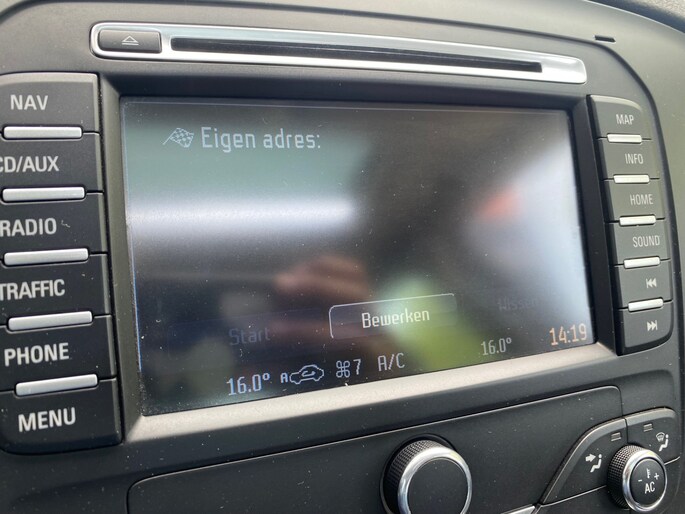 NAV
CD/AUX
RADIO
TRAFFIC
PHONE
MENU
Eigen adres:
Start
Bewerken
Wiss
16.0°
A
7
A/C
16.0°
14:19
MAP
INFO
HOME
SOUND
- +
AC